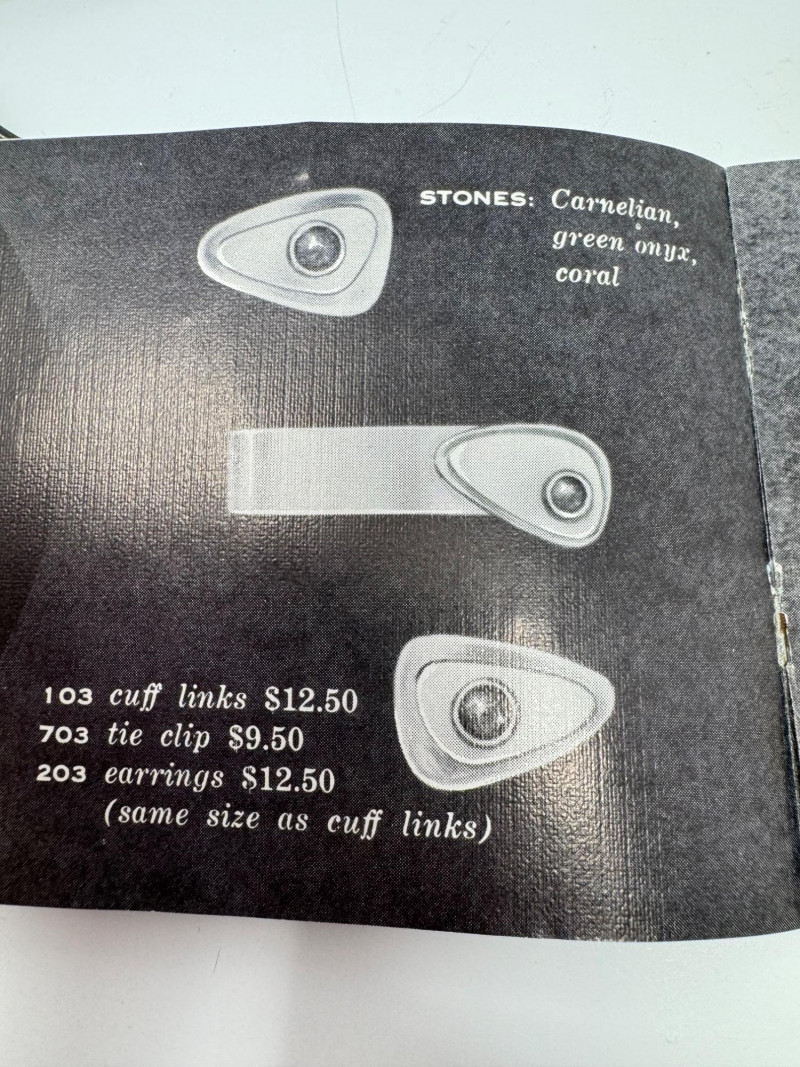 STONES: Carnelian,
green onyx,
coral
103 cuff links $12.50
703 tie clip $9.50
203 earrings $12.50
(same size as cuff links)